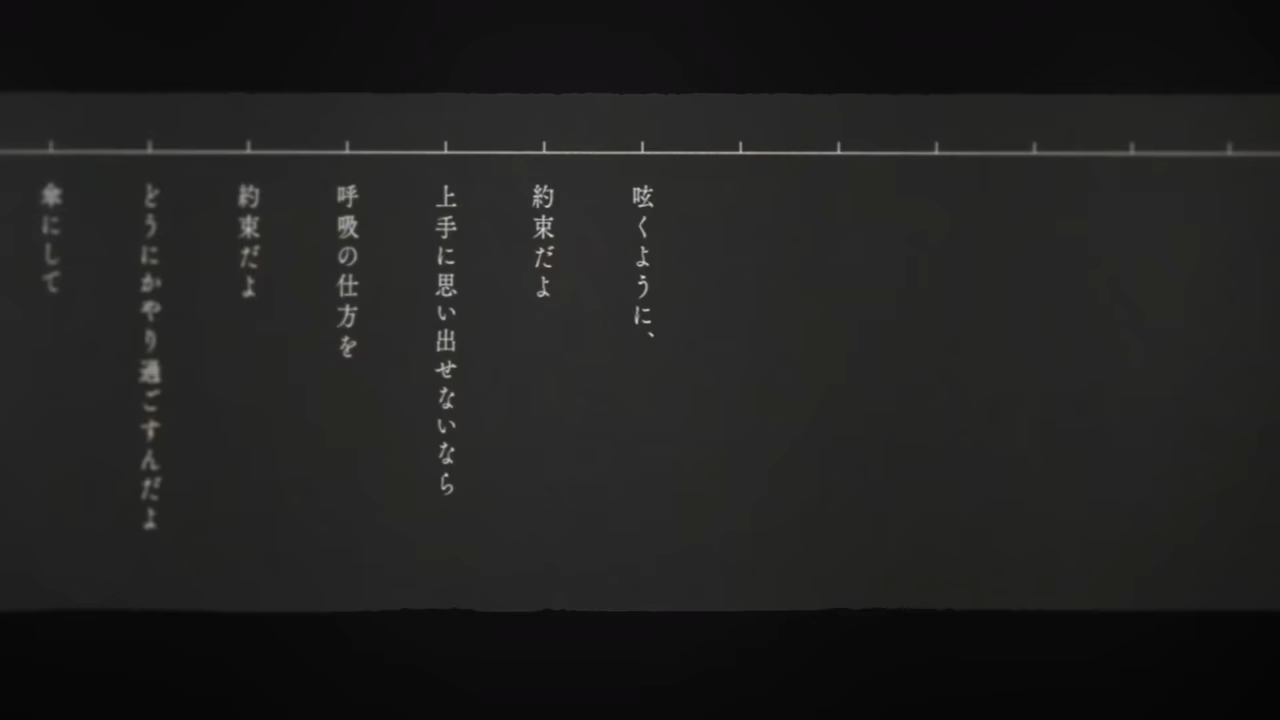 傘にして
どうにかやり過ごすんだよ
約束だよ
呼吸の仕方を
上手に思い出せないなら
約束だよ
呟くように、